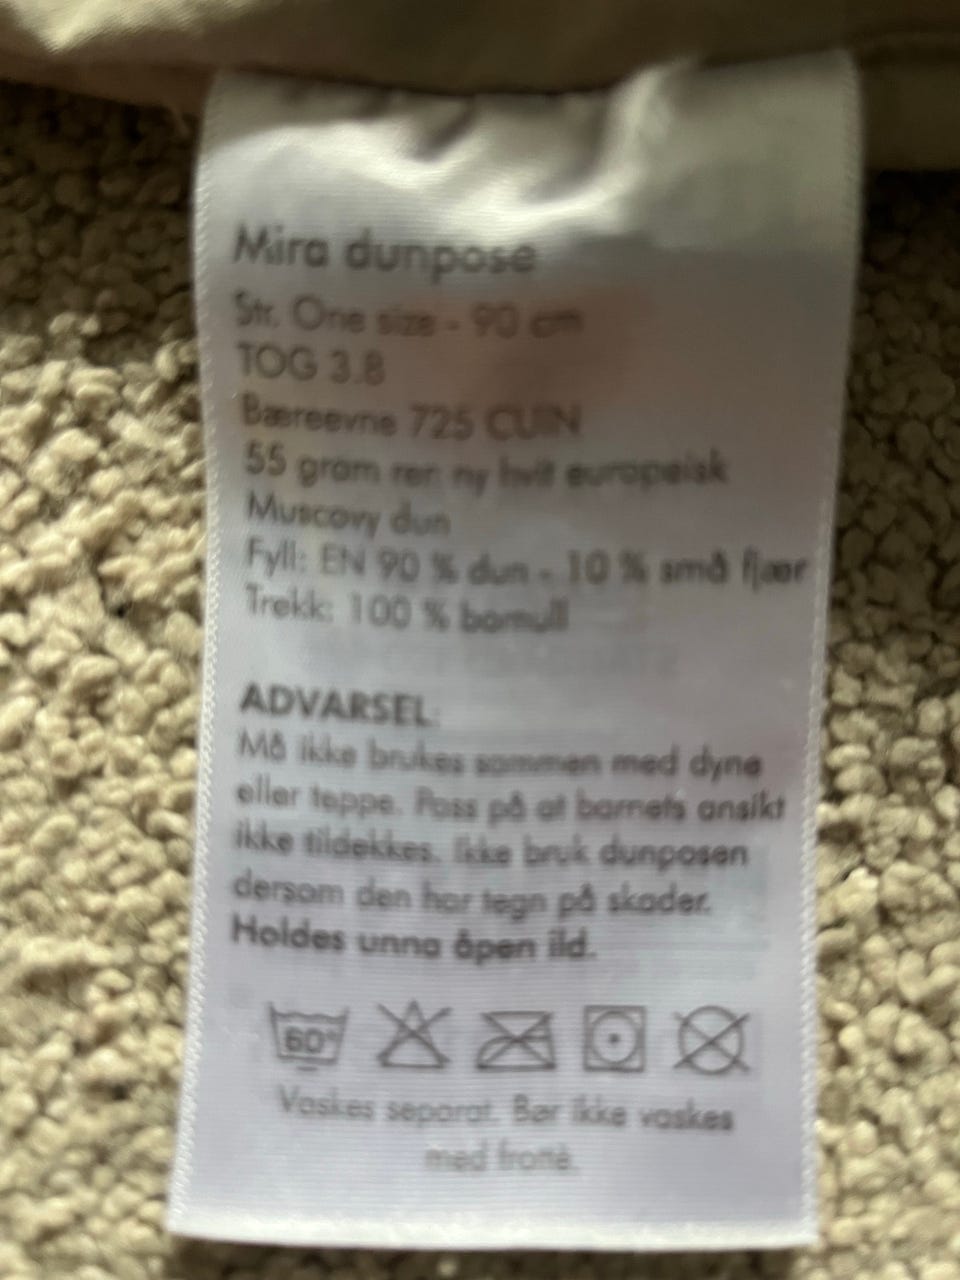 Mira dunpose
Str. One size - 90 cm
TOG 3.8
Bæreevne 725 CUIN
55 gram ren ny hvit europeisk
Muscovy dun
Fyll: EN 90 % dun - 10 % små fjær
Trekk: 100 % bomull
ADVARSEL:
Må ikke brukes sammen med dyne
eller teppe. Pass på at barnets ansikt
ikke tildekkes. Ikke bruk dunposen
dersom den har tegn på skader.
Holdes unna åpen ild.
60°
Vaskes separat. Bør ikke vaskes
med frottè.